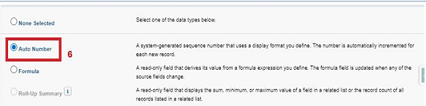 None Selected Select one of the data types below.
Auto Number A system-generated sequence number that uses a display format you define. The number is automatically incremented for
6
each new record.
Formula A read-only field that derives its value from a formula expression you define. The formula field is updated when any of the
source fields change.
Roll-Up Summary i A read-only field that displays the sum, minimum, or maximum value of a field in a related list or the record count of all
records listed in a related list.